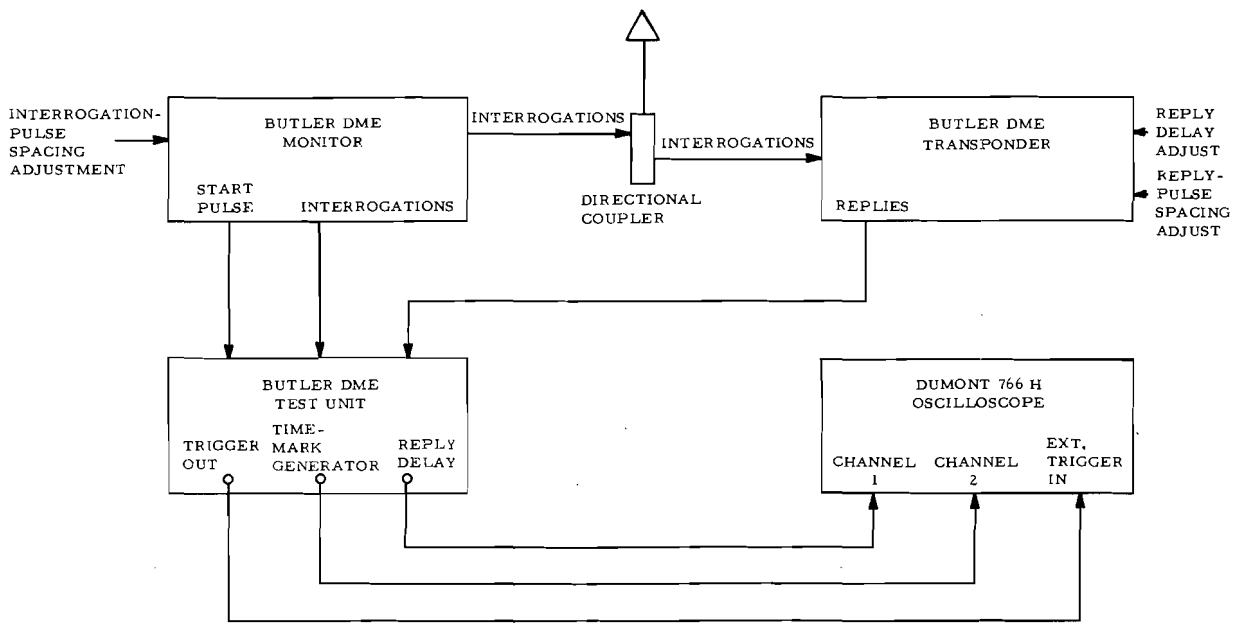 INTERROGATION-
PULSE
SPACING
ADJUSTMENT
BUTLER DME
MONITOR
START
PULSE
INTERROGATIONS
INTERROGATIONS
INTERROGATIONS
DIRECTIONAL
COUPLER
BUTLER DME
TRANSPONDER
REPLIES
REPLY
DELAY
ADJUST
REPLY-
PULSE
SPACING
ADJUST
BUTLER DME
TEST UNIT
TRIGGER
OUT
TIME-
MARK
GENERATOR
REPLY
DELAY
DUMONT 766 H
OSCILLOSCOPE
CHANNEL
1
CHANNEL
2
EXT.
TRIGGER
IN